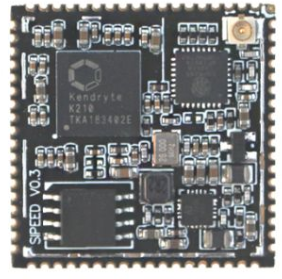 Kendryte
K210
TKA183402E
SIPEED V0.3